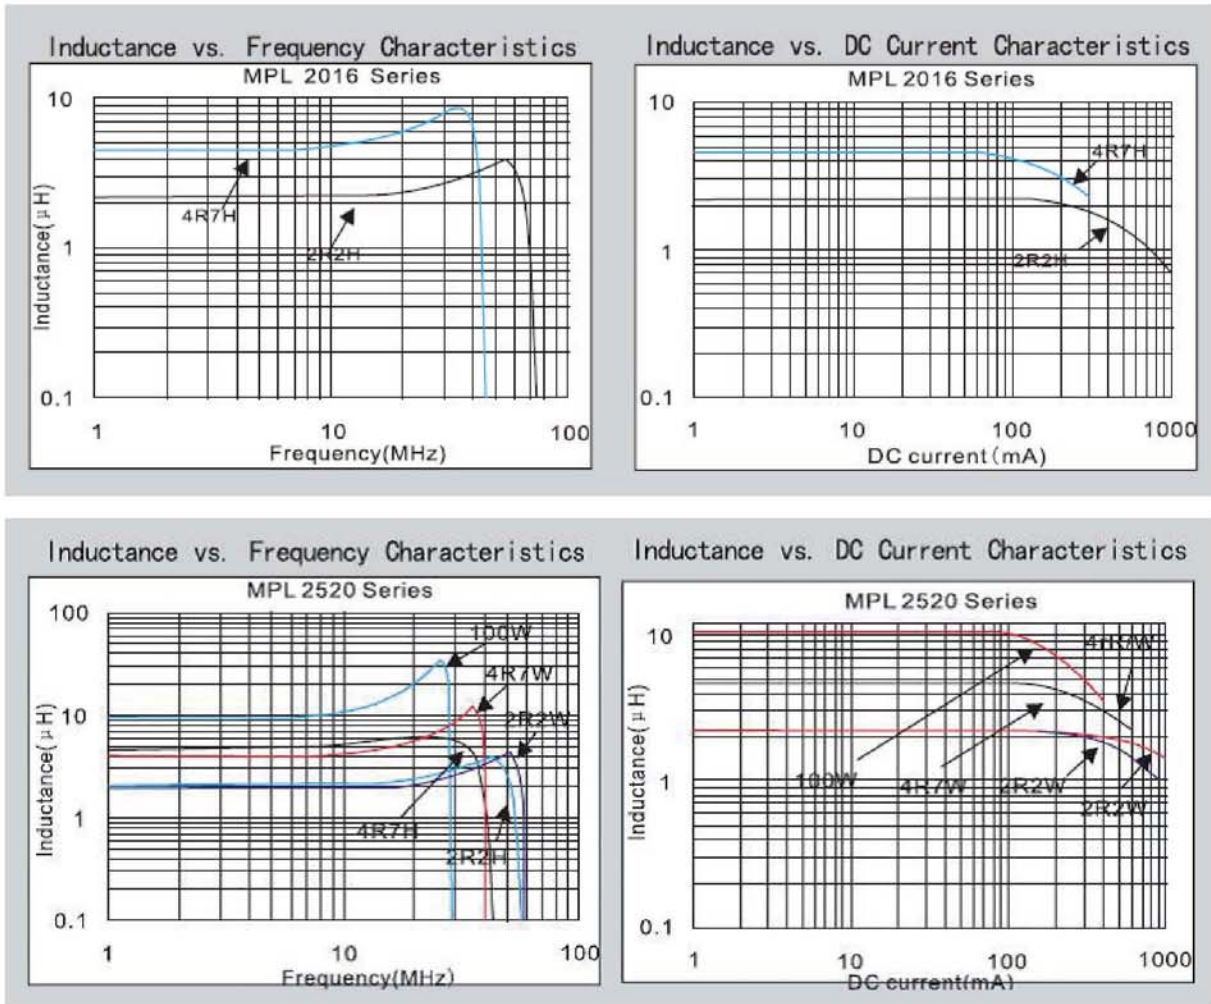 Inductance vs. Frequency Characteristics
MPL 2016 Series
10
1
0.1
Inductance(μH)
4R7H
2R2H
1
10
100
Frequency(MHz)
Inductance vs. DC Current Characteristics
MPL 2016 Series
10
1
0.1
4R7H
2R2H
1
10
100
1000
DC current(mA)
Inductance vs. Frequency Characteristics
MPL 2520 Series
100
10
1
0.1
Inductance(μH)
100W
4R7W
2R2W
4R7H
2R2H
1
10
100
Frequency(MHz)
Inductance vs. DC Current Characteristics
MPL 2520 Series
10
1
0.1
Inductance(μH)
100W
4R7W
2R2W
2R2W
1
10
100
1000
DC current(mA)